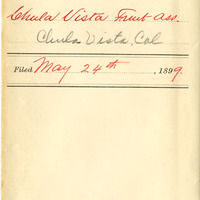 Chula Vista Fruit Ass.
Chula Vista, Cal
Filed May 24th, 1899.